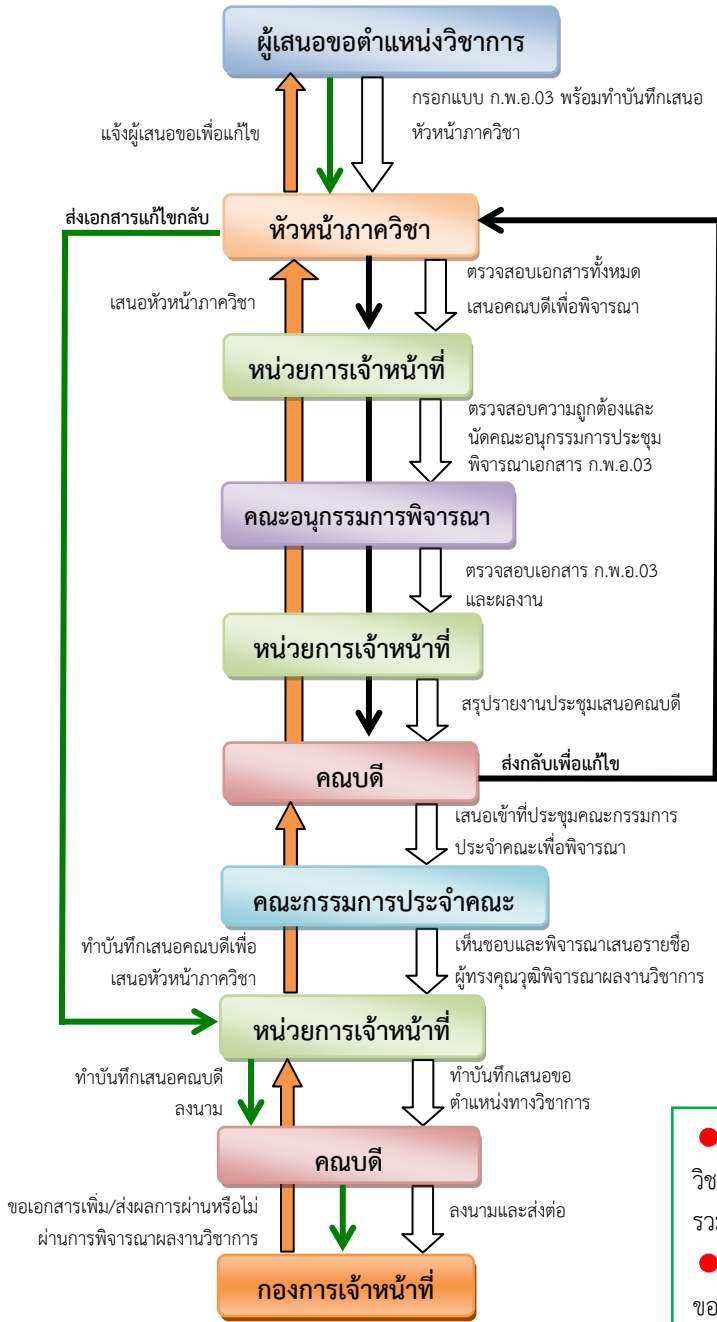 ผู้เสนอขอตำแหน่งวิชาการ
กรอกแบบ ก.พ.อ.03 พร้อมทำบันทึกเสนอ
หัวหน้าภาควิชา
แจ้งผู้เสนอขอเพื่อแก้ไข
ส่งเอกสารแก้ไขกลับ
หัวหน้าภาควิชา
ตรวจสอบเอกสารทั้งหมด
เสนอคณบดีเพื่อพิจารณา
เสนอหัวหน้าภาควิชา
หน่วยการเจ้าหน้าที่
ตรวจสอบความถูกต้องและ
นัดคณะอนุกรรมการประชุม
พิจารณาเอกสาร ก.พ.อ.03
คณะอนุกรรมการพิจารณา
ตรวจสอบเอกสาร ก.พ.อ.03
และผลงาน
หน่วยการเจ้าหน้าที่
สรุปรายงานประชุมเสนอคณบดี
คณบดี
ส่งกลับเพื่อแก้ไข
เสนอเข้าที่ประชุมคณะกรรมการ
ประจำคณะเพื่อพิจารณา
คณะกรรมการประจำคณะ
ทำบันทึกเสนอคณบดีเพื่อ
เสนอหัวหน้าภาควิชา
เห็นชอบและพิจารณาเสนอรายชื่อ
ผู้ทรงคุณวุฒิพิจารณาผลงานวิชาการ
หน่วยการเจ้าหน้าที่
ทำบันทึกเสนอคณบดี
ลงนาม
ทำบันทึกเสนอขอ
ตำแหน่งทางวิชาการ
คณบดี
ขอเอกสารเพิ่ม/ส่งผลการผ่านหรือไม่
ผ่านการพิจารณาผลงานวิชาการ
ลงนามและส่งต่อ
กองการเจ้าหน้าที่
วิช
รวม
ขอ